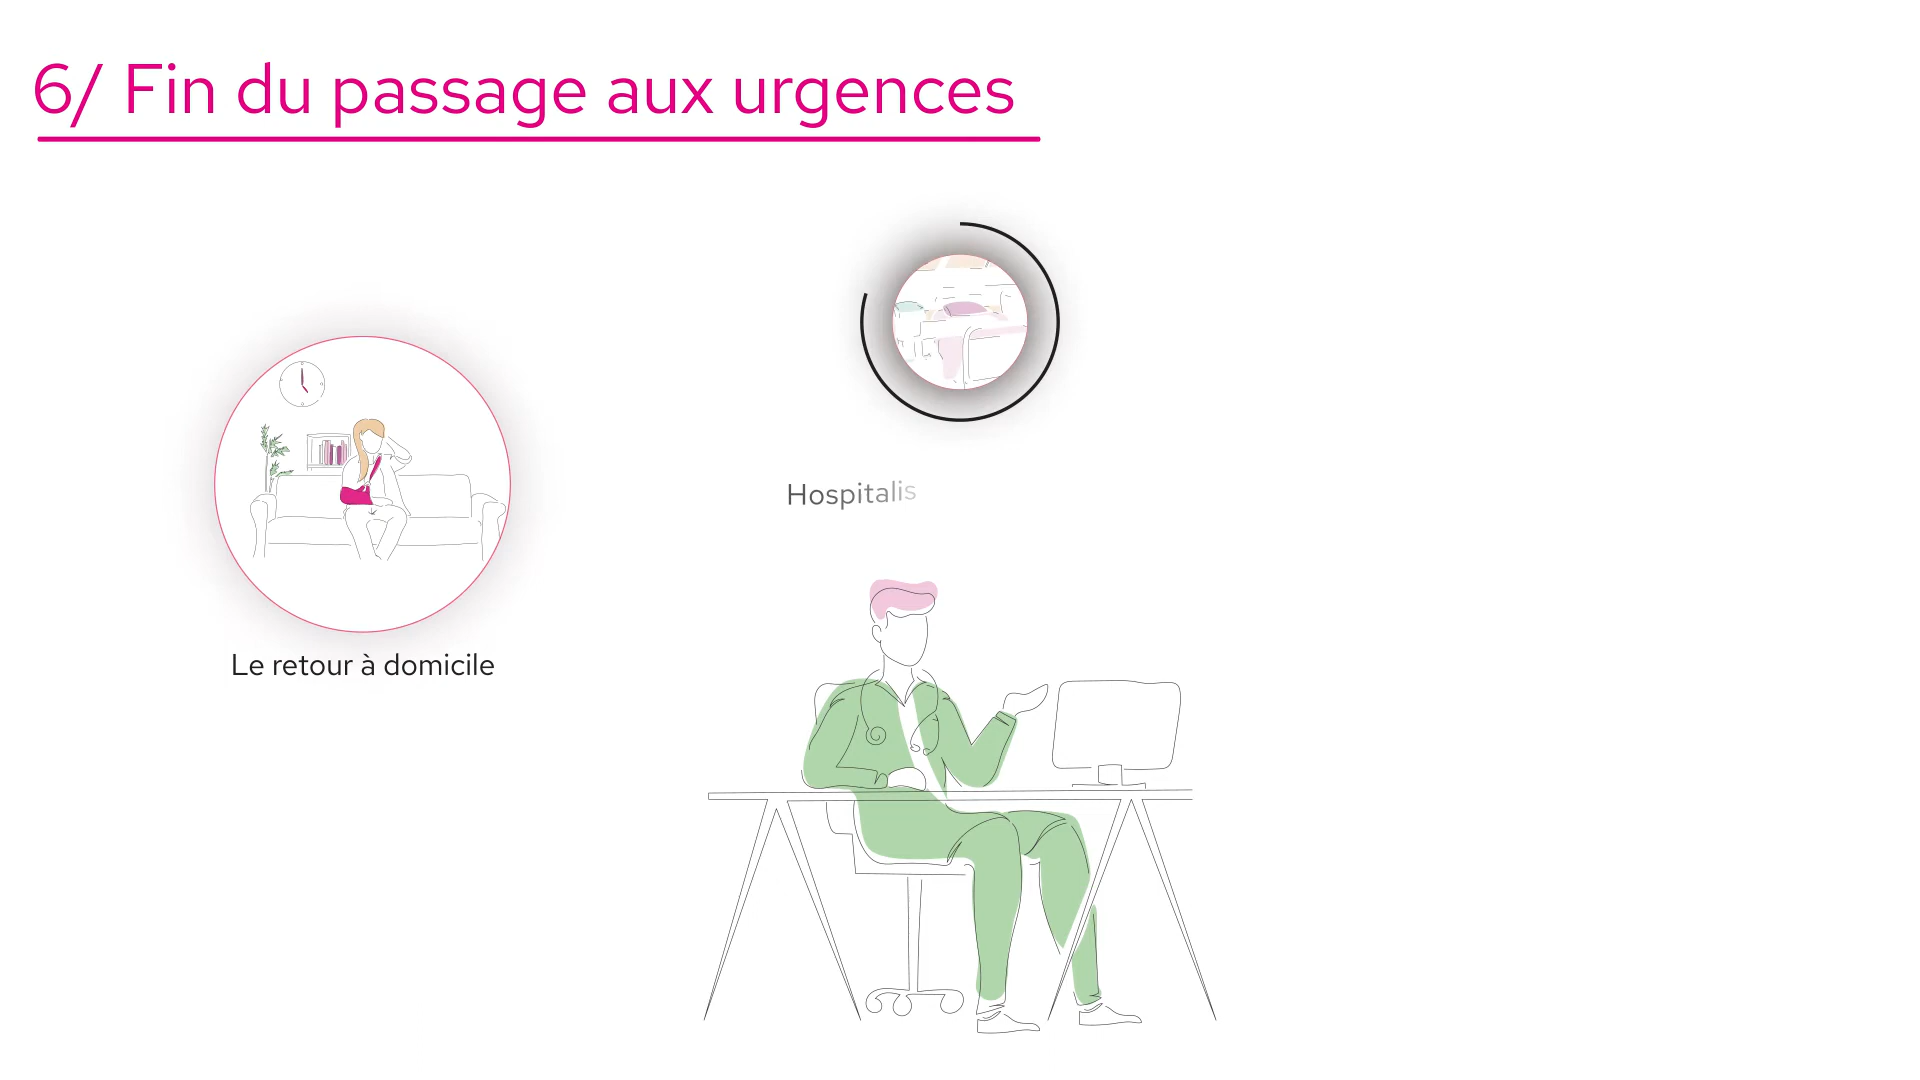 6/ Fin du passage aux urgences
Hospitalis
Le retour à domicile